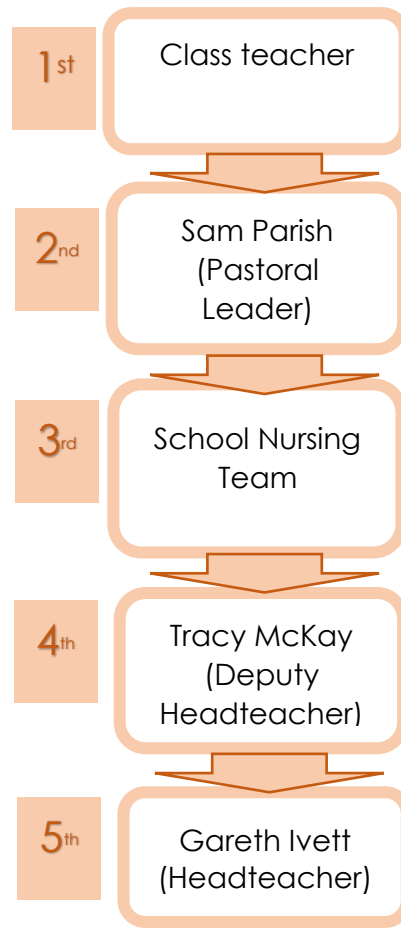 1st
Class teacher
2nd
Sam Parish
(Pastoral
Leader)
3rd
School Nursing
Team
4th
Tracy McKay
(Deputy
Headteacher)
5th
Gareth Ivett
(Headteacher)